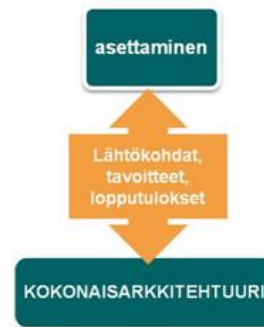 asettaminen
Lähtökohdat,
tavoitteet,
lopputulokset
KOKONAISARKKITEHTUURI